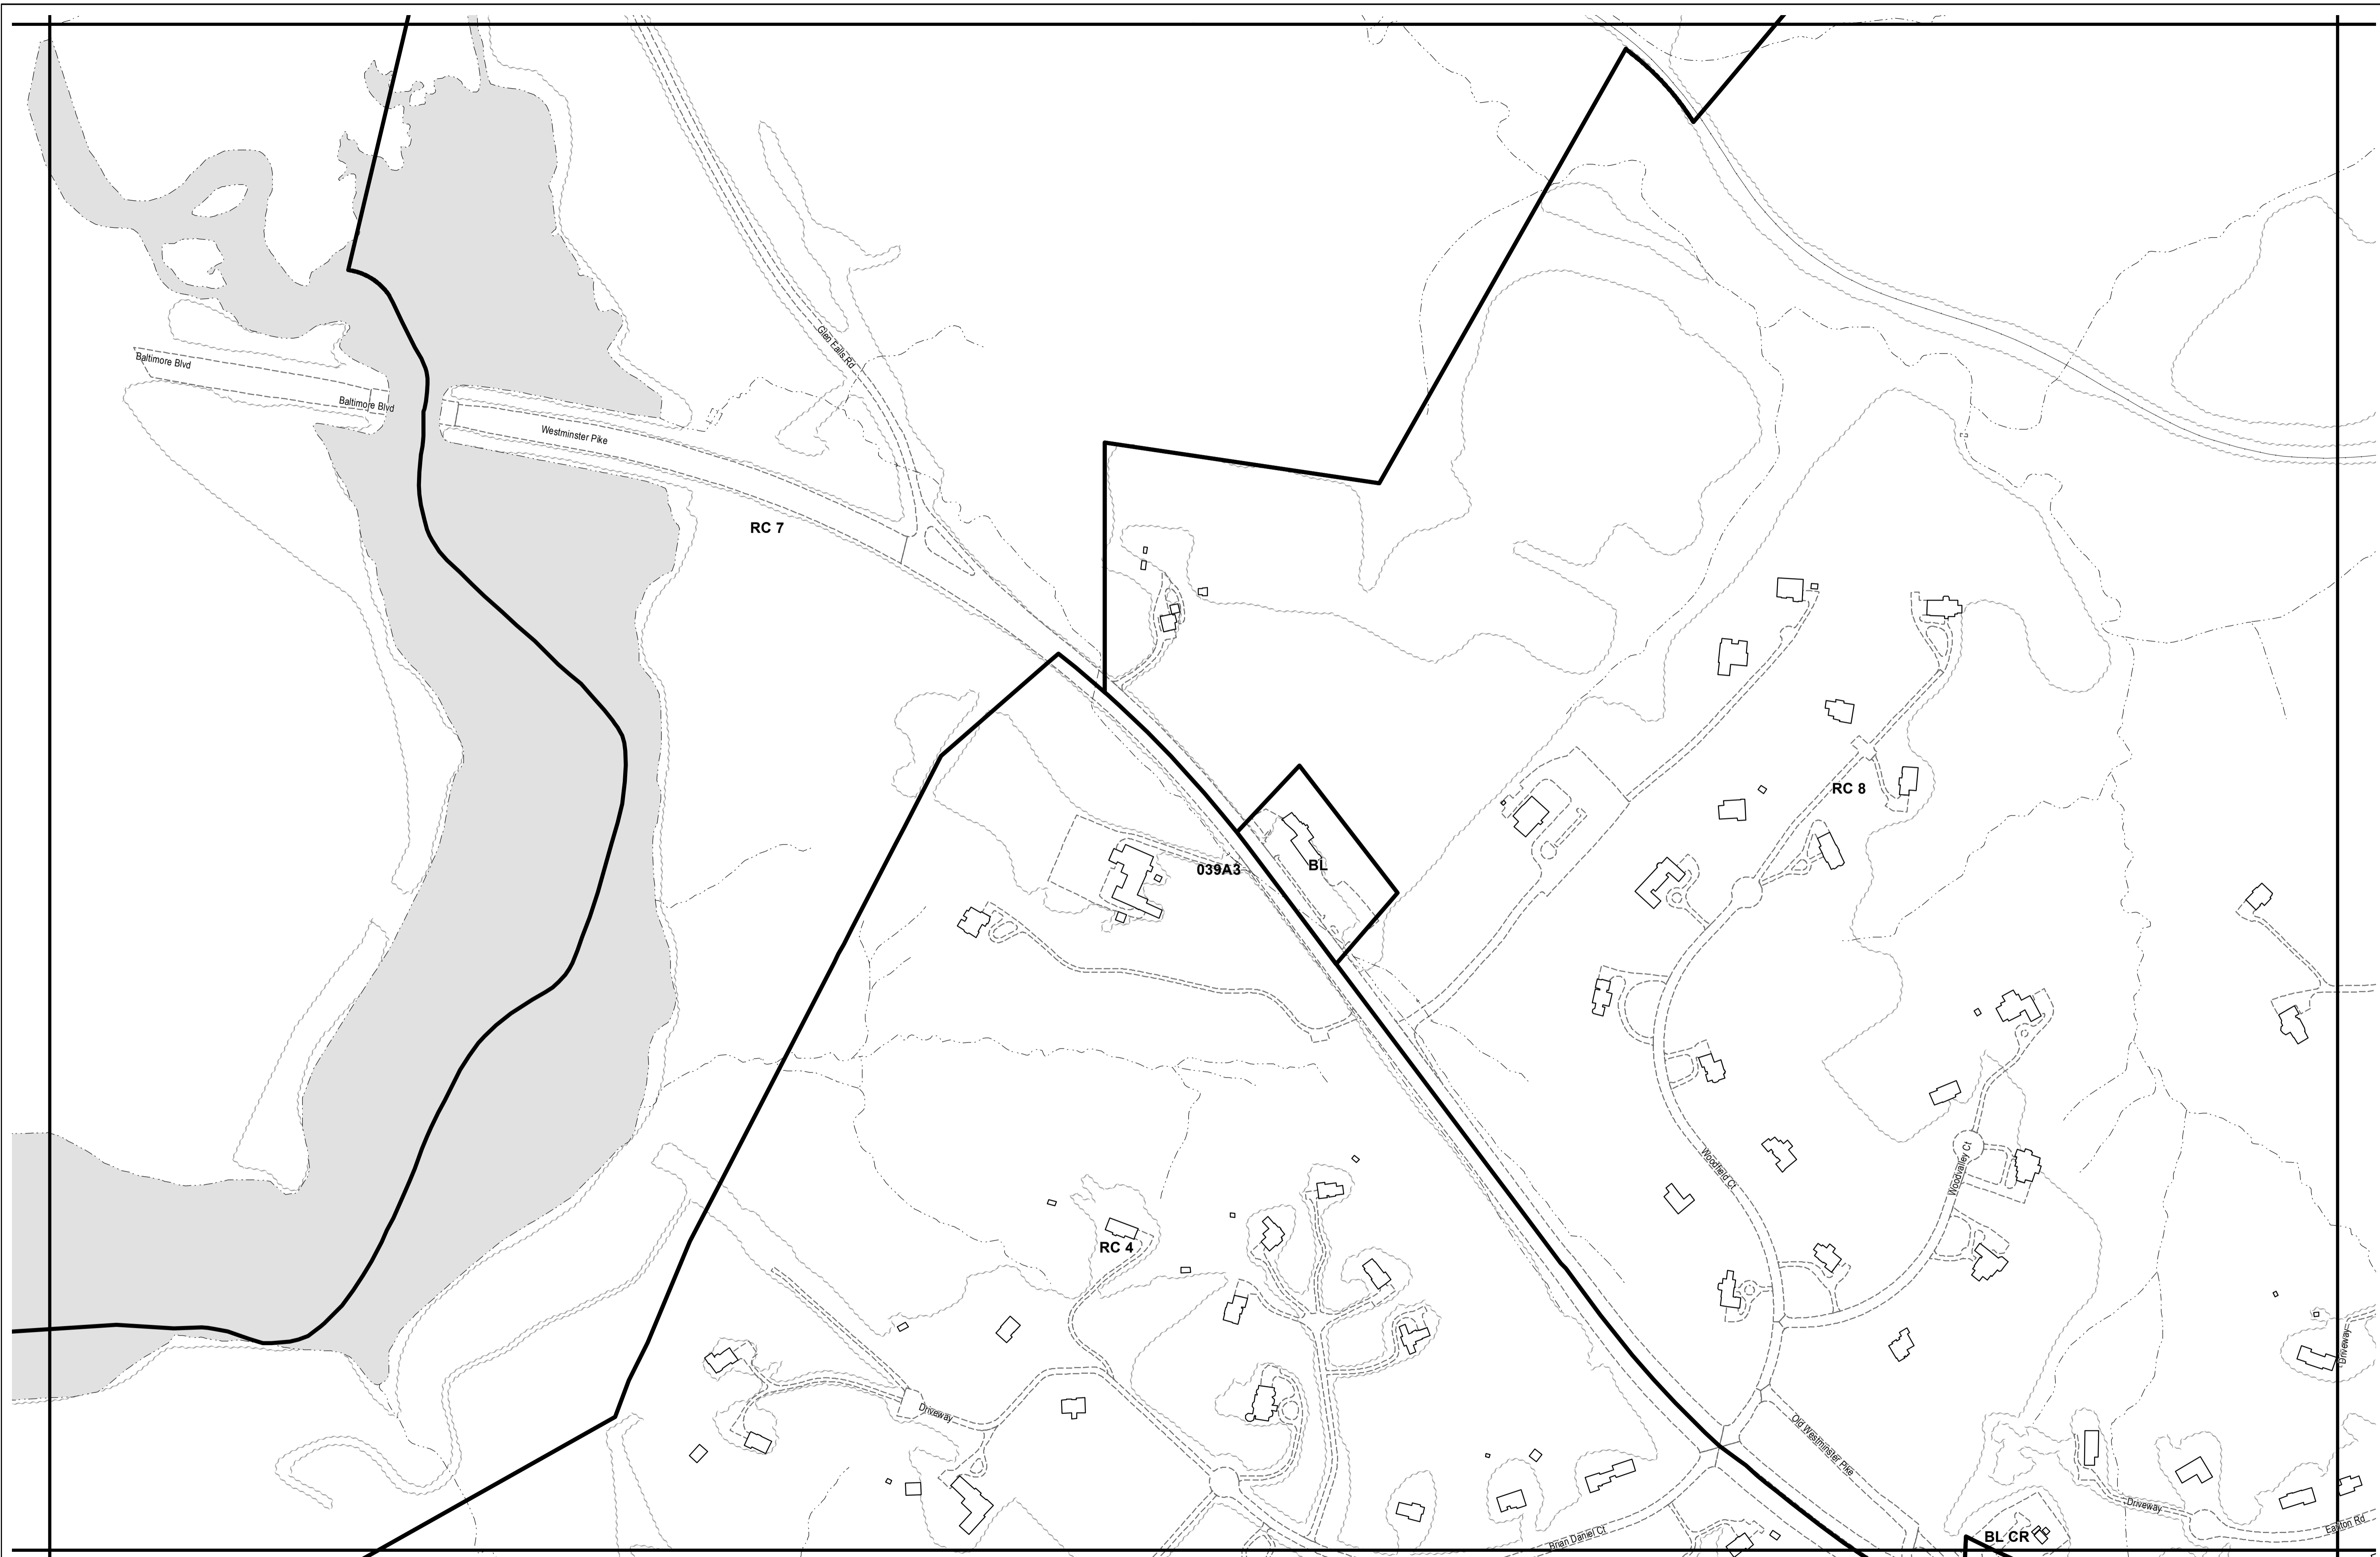 Glen Falls Rd
Baltimore Blvd
Baltimore Blvd
Westminster Pike
RC 7
RC 8
BL
039A3
Woodfield Ct
Woodvalley Ct
RC 4
Driveway
Driveway
Old Westminster Pike
Driveway
Easton Rd
BL CR
Brian Daniel Ct